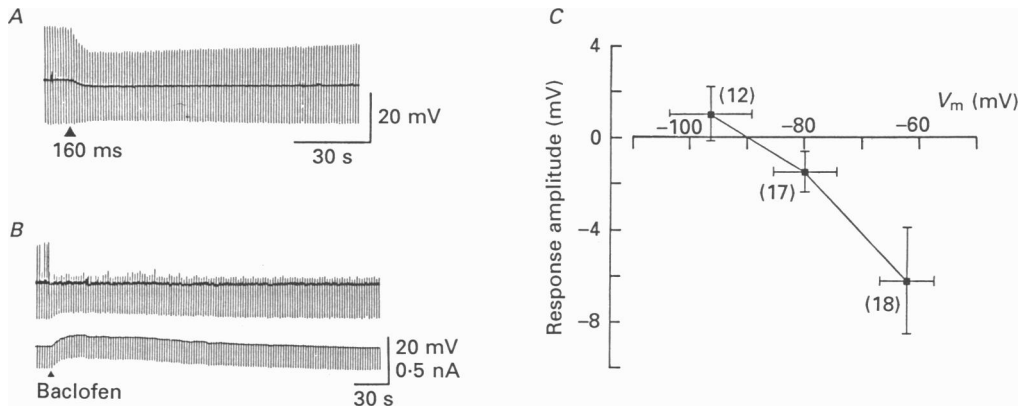 A
20 mV
160 ms
30 s
B
20 mV
0·5 nA
Baclofen
30 s
C
Response amplitude (mV)
4
0
−4
−8
−100
−80
−60
Vm (mV)
(12)
(17)
(18)